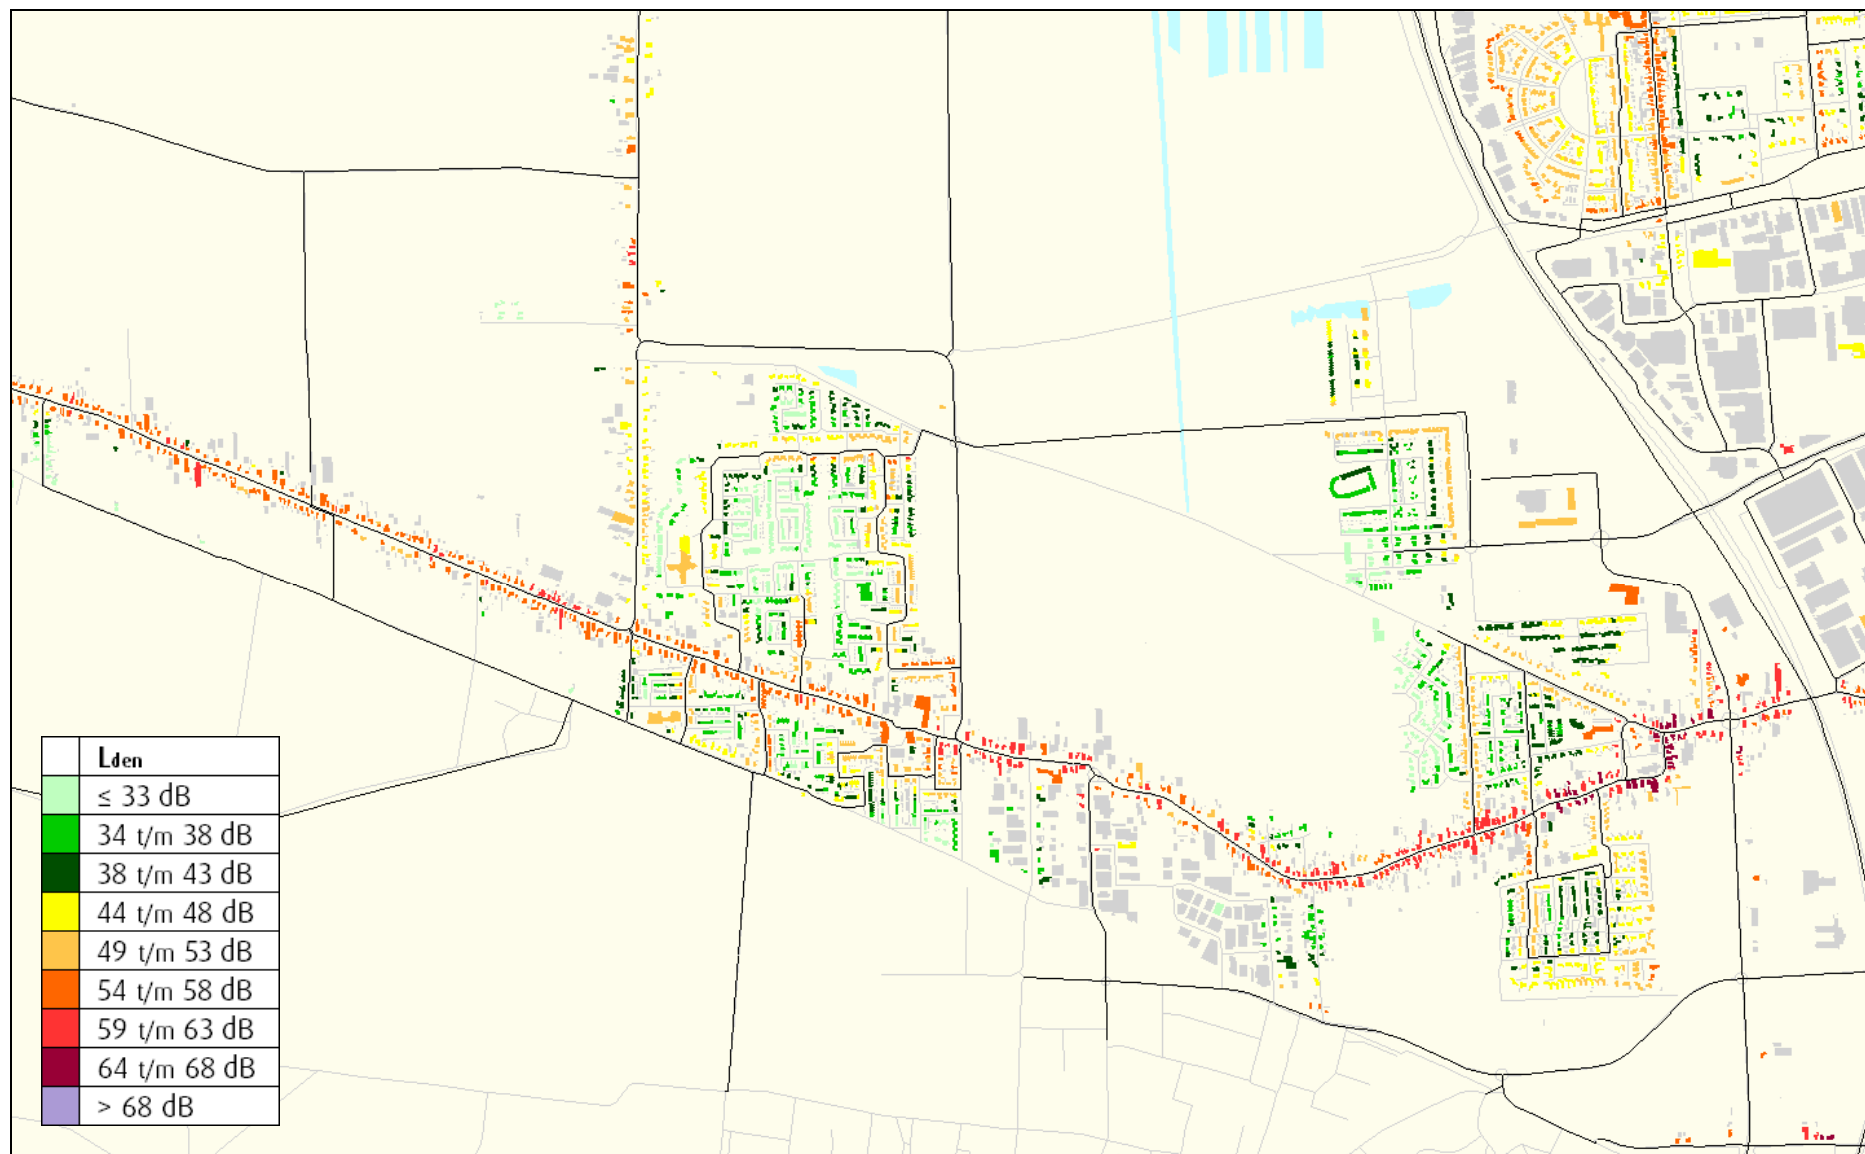 Lden
≤ 33 dB
34 t/m 38 dB
38 t/m 43 dB
44 t/m 48 dB
49 t/m 53 dB
54 t/m 58 dB
59 t/m 63 dB
64 t/m 68 dB
> 68 dB